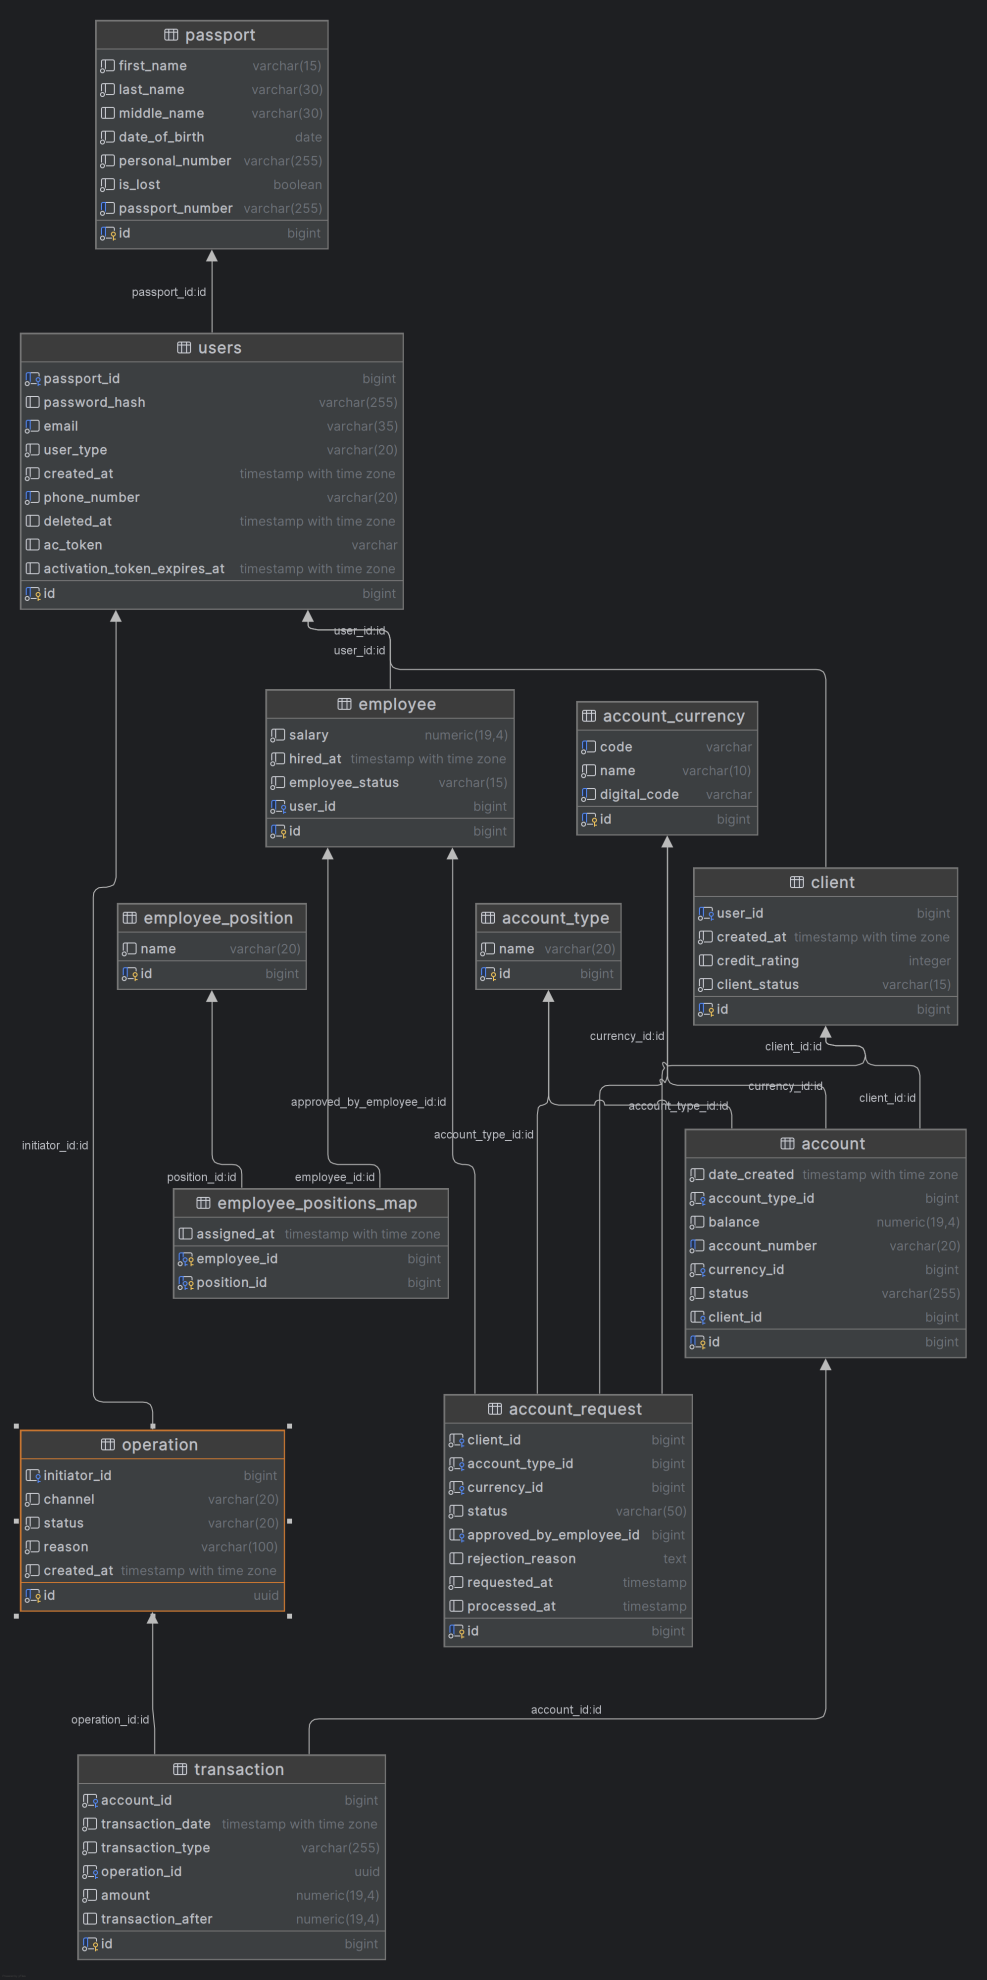 passport
first_name varchar(15)
last_name varchar(30)
middle_name varchar(30)
date_of_birth date
personal_number varchar(255)
is_lost boolean
passport_number varchar(255)
id bigint
passport_id:id
users
passport_id bigint
password_hash varchar(255)
email varchar(35)
user_type varchar(20)
created_at timestamp with time zone
phone_number varchar(20)
deleted_at timestamp with time zone
ac_token varchar
activation_token_expires_at timestamp with time zone
id bigint
user_id:id
user_id:id
employee
salary numeric(19,4)
hired_at timestamp with time zone
employee_status varchar(15)
user_id bigint
id bigint
account_currency
code varchar
name varchar(10)
digital_code varchar
id bigint
client
user_id bigint
created_at timestamp with time zone
credit_rating integer
client_status varchar(15)
id bigint
employee_position
name varchar(20)
id bigint
account_type
name varchar(20)
id bigint
currency_id:id
client_id:id
currency_id:id
client_id:id
approved_by_employee_id:id
account_type_id:id
account_type_id:id
initiator_id:id
position_id:id
employee_id:id
account
date_created timestamp with time zone
account_type_id bigint
balance numeric(19,4)
account_number varchar(20)
currency_id bigint
status varchar(255)
client_id bigint
id bigint
employee_positions_map
assigned_at timestamp with time zone
employee_id bigint
position_id bigint
account_request
client_id bigint
account_type_id bigint
currency_id bigint
status varchar(50)
approved_by_employee_id bigint
rejection_reason text
requested_at timestamp
processed_at timestamp
id bigint
operation
initiator_id bigint
channel varchar(20)
status varchar(20)
reason varchar(100)
created_at timestamp with time zone
id uuid
operation_id:id
account_id:id
transaction
account_id bigint
transaction_date timestamp with time zone
transaction_type varchar(255)
operation_id uuid
amount numeric(19,4)
transaction_after numeric(19,4)
id bigint